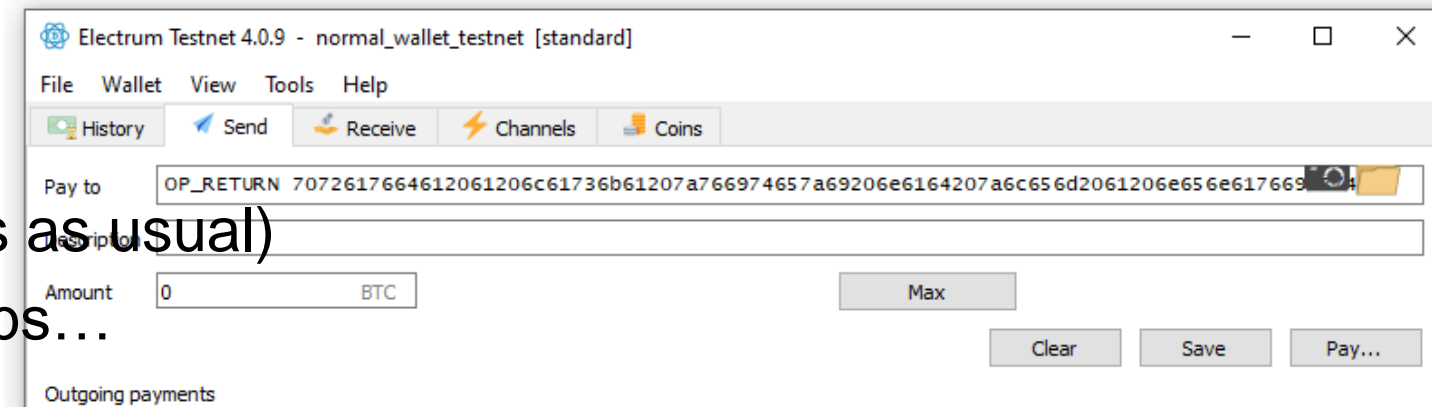 Electrum Testnet 4.0.9 - normal_wallet_testnet [standard]
File Wallet View Tools Help
History Send Receive Channels Coins
Pay to OP_RETURN 7072617664612061206c61736b61207a766974657a69206e6164207a6c656d2061206e656e617669
s as usual)
Description
Amount 0 BTC Max
os…
Clear Save Pay...
Outgoing payments